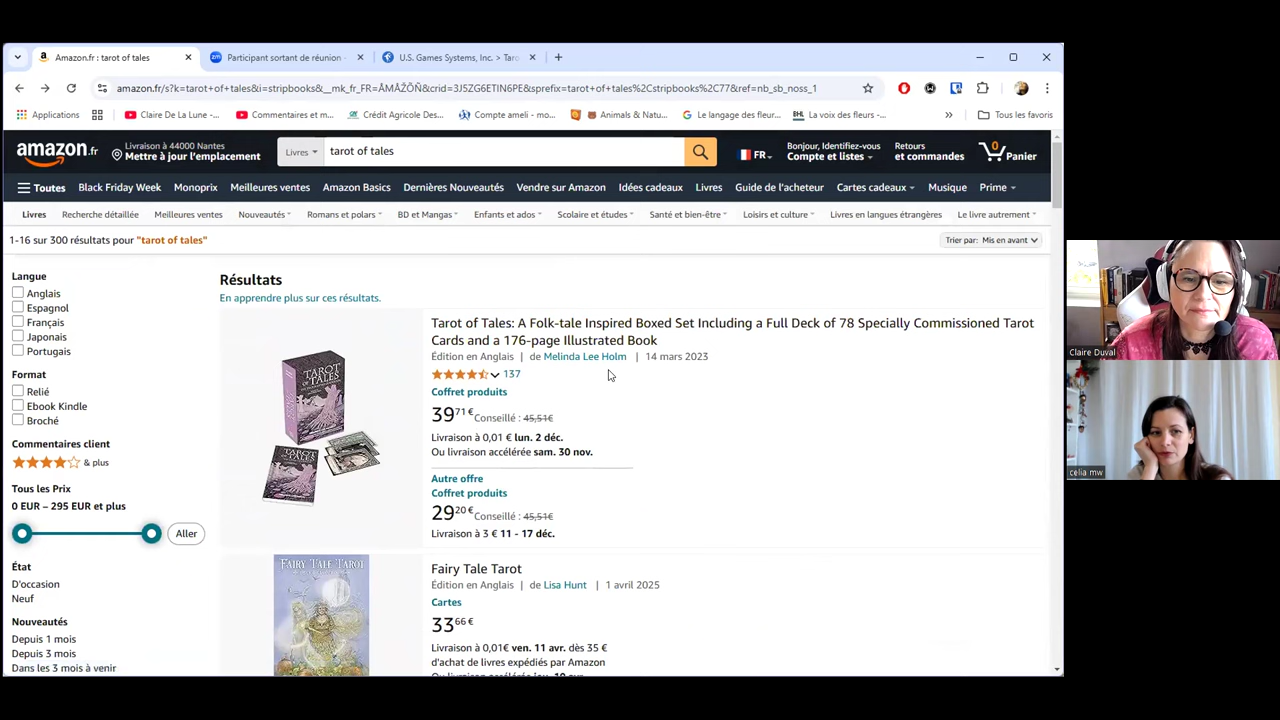 Amazon.fr : tarot of tales
Participant sortant de réunion -
U.S. Games Systems, Inc. > Taro
amazon.fr/s?k=tarot+of+tales&i=stripbooks&__mk_fr_FR=ÅMÅŽÕÑ&crid=3J5ZG6ETIN6PE&sprefix=tarot+of+tales%2Cstripbooks%2C77&ref=nb_sb_noss_1
Applications
Claire De La Lune -...
Commentaires et m...
Crédit Agricole Des...
Compte ameli - mo...
Animals & Natu...
Le langage des fleur...
La voix des fleurs -...
»
Tous les favoris
amazon.fr
Livraison à 44000 Nantes
Mettre à jour l'emplacement
Livres
tarot of tales
FR
Bonjour, Identifiez-vous
Compte et listes
Retours
et commandes
0
Panier
Toutes
Black Friday Week
Monoprix
Meilleures ventes
Amazon Basics
Dernières Nouveautés
Vendre sur Amazon
Idées cadeaux
Livres
Guide de l'acheteur
Cartes cadeaux
Musique
Prime
Livres
Recherche détaillée
Meilleures ventes
Nouveautés
Romans et polars
BD et Mangas
Enfants et ados
Scolaire et études
Santé et bien-être
Loisirs et culture
Livres en langues étrangères
Le livre autrement
1-16 sur 300 résultats pour "tarot of tales"
Trier par: Mis en avant
Langue
Anglais
Espagnol
Français
Japonais
Portugais
Format
Relié
Ebook Kindle
Broché
Commentaires client
& plus
Tous les Prix
0 EUR – 295 EUR et plus
Aller
État
D'occasion
Neuf
Nouveautés
Depuis 1 mois
Depuis 3 mois
Dans les 3 mois à venir
Résultats
En apprendre plus sur ces résultats.
TAROT OF TALES
TAROT OF TALES
Tarot of Tales: A Folk-tale Inspired Boxed Set Including a Full Deck of 78 Specially Commissioned Tarot
Cards and a 176-page Illustrated Book
Édition en Anglais | de Melinda Lee Holm | 14 mars 2023
137
Coffret produits
39,71 € Conseillé : 45,51€
Livraison à 0,01 € lun. 2 déc.
Ou livraison accélérée sam. 30 nov.
Autre offre
Coffret produits
29,20 € Conseillé : 45,51€
Livraison à 3 € 11 - 17 déc.
FAIRY TALE TAROT
Fairy Tale Tarot
Édition en Anglais | de Lisa Hunt | 1 avril 2025
Cartes
33,66 €
Livraison à 0,01€ ven. 11 avr. dès 35 €
d'achat de livres expédiés par Amazon
Claire Duval
celia mw